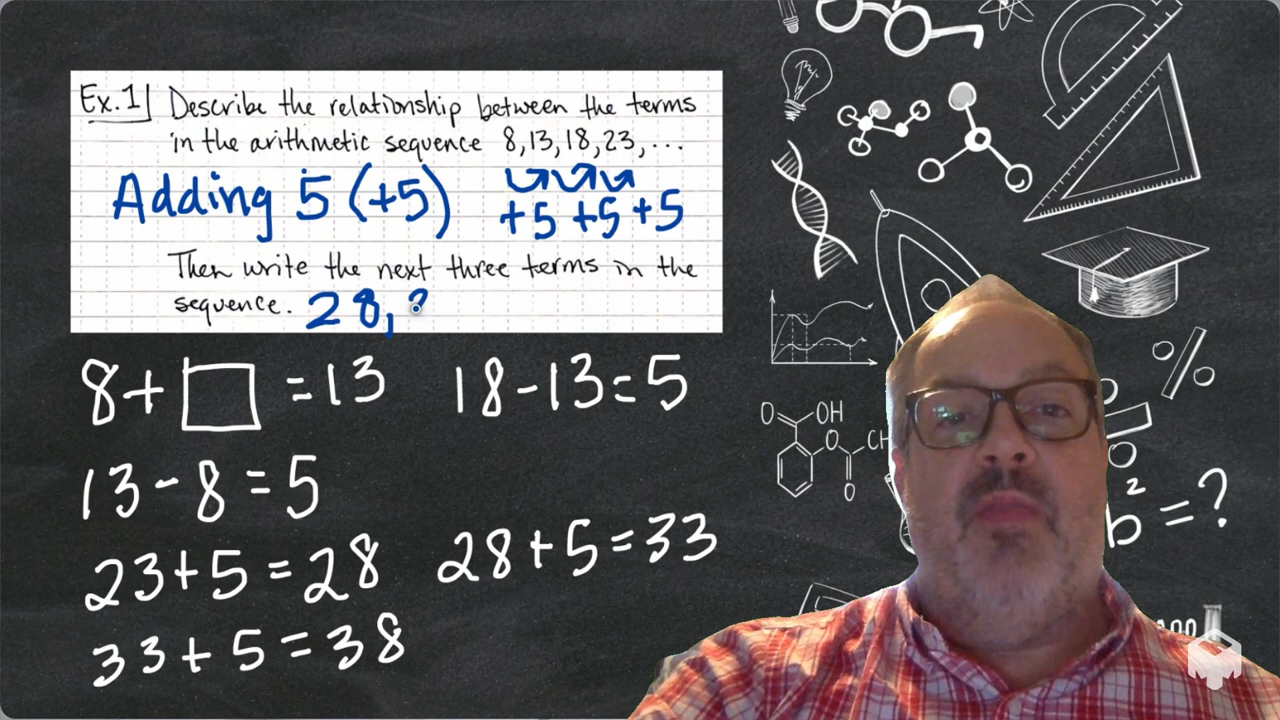 Ex.1 Describe the relationship between the terms
in the arithmetic sequence 8,13,18,23,...
Adding 5 (+5) +5 +5 +5
Then write the next three terms in the
sequence. 28,
8+□=13 18-13=5
13-8=5
23+5=28 28+5=33
33+5=38
O OH
O
O
b²=?
%